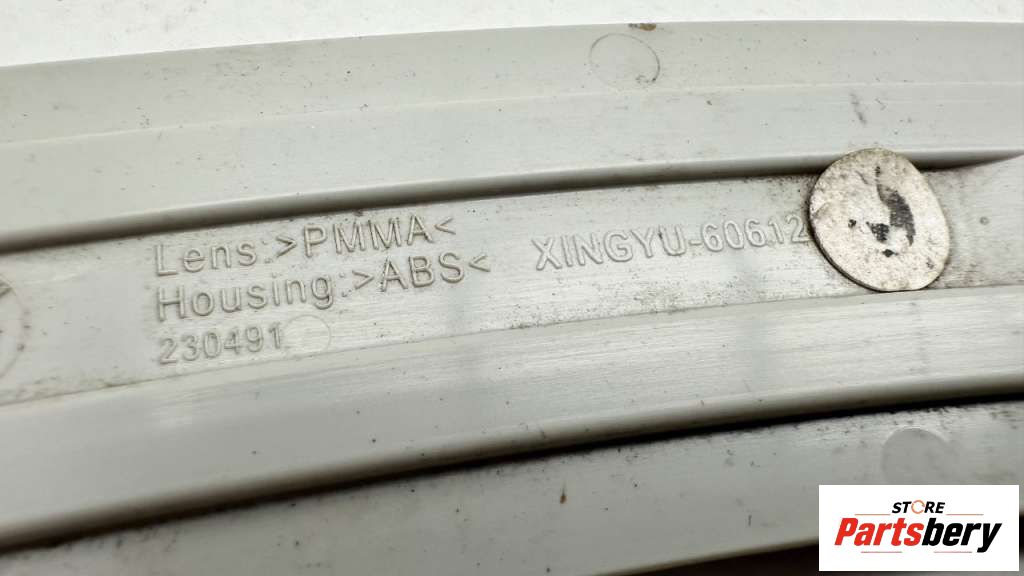 Lens:>PMMA<
Housing:>ABS<
230491
XINGYU-60612
STORE
Partsbery